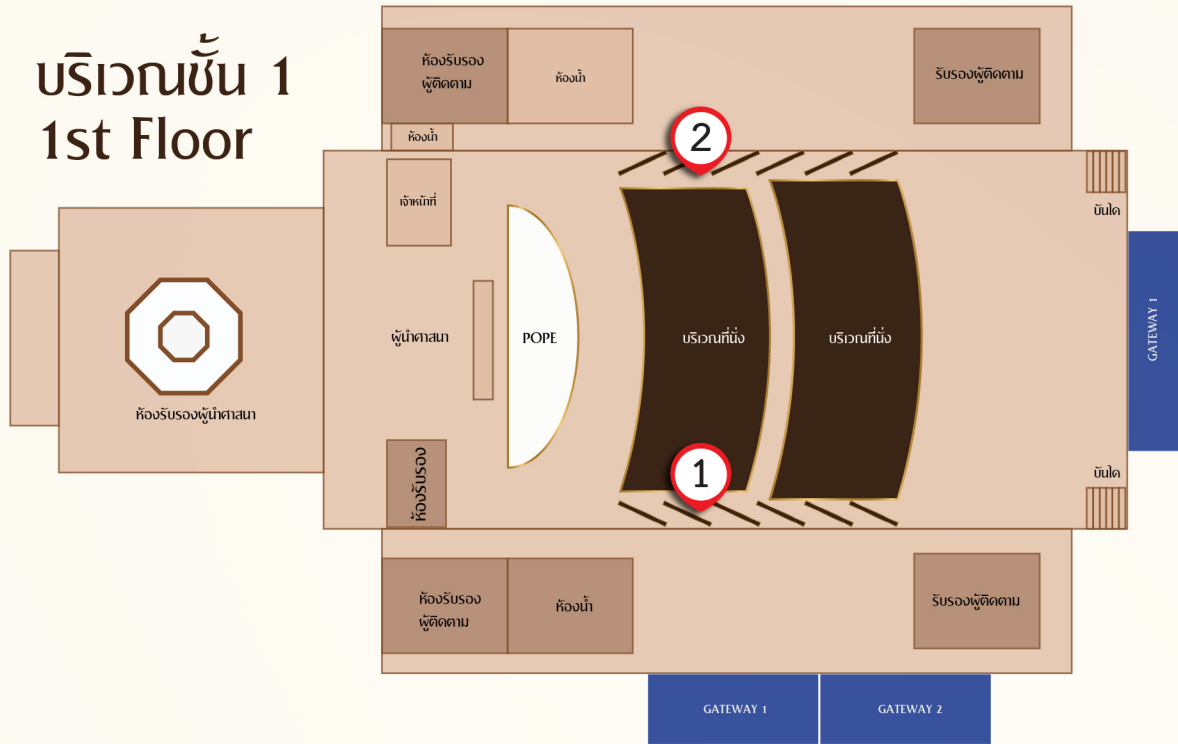 บริเวณชั้น 1
1st Floor
ห้องรับรอง
ผู้ติดตาม
ห้องน้ำ
รับรองผู้ติดตาม
ห้องน้ำ
2
เจ้าหน้าที่
บันได
ผู้นำศาสนา
POPE
บริเวณที่นั่ง
บริเวณที่นั่ง
GATEWAY 1
ห้องรับรองผู้นำศาสนา
ห้องรับรอง
1
บันได
ห้องรับรอง
ผู้ติดตาม
ห้องน้ำ
รับรองผู้ติดตาม
GATEWAY 1
GATEWAY 2